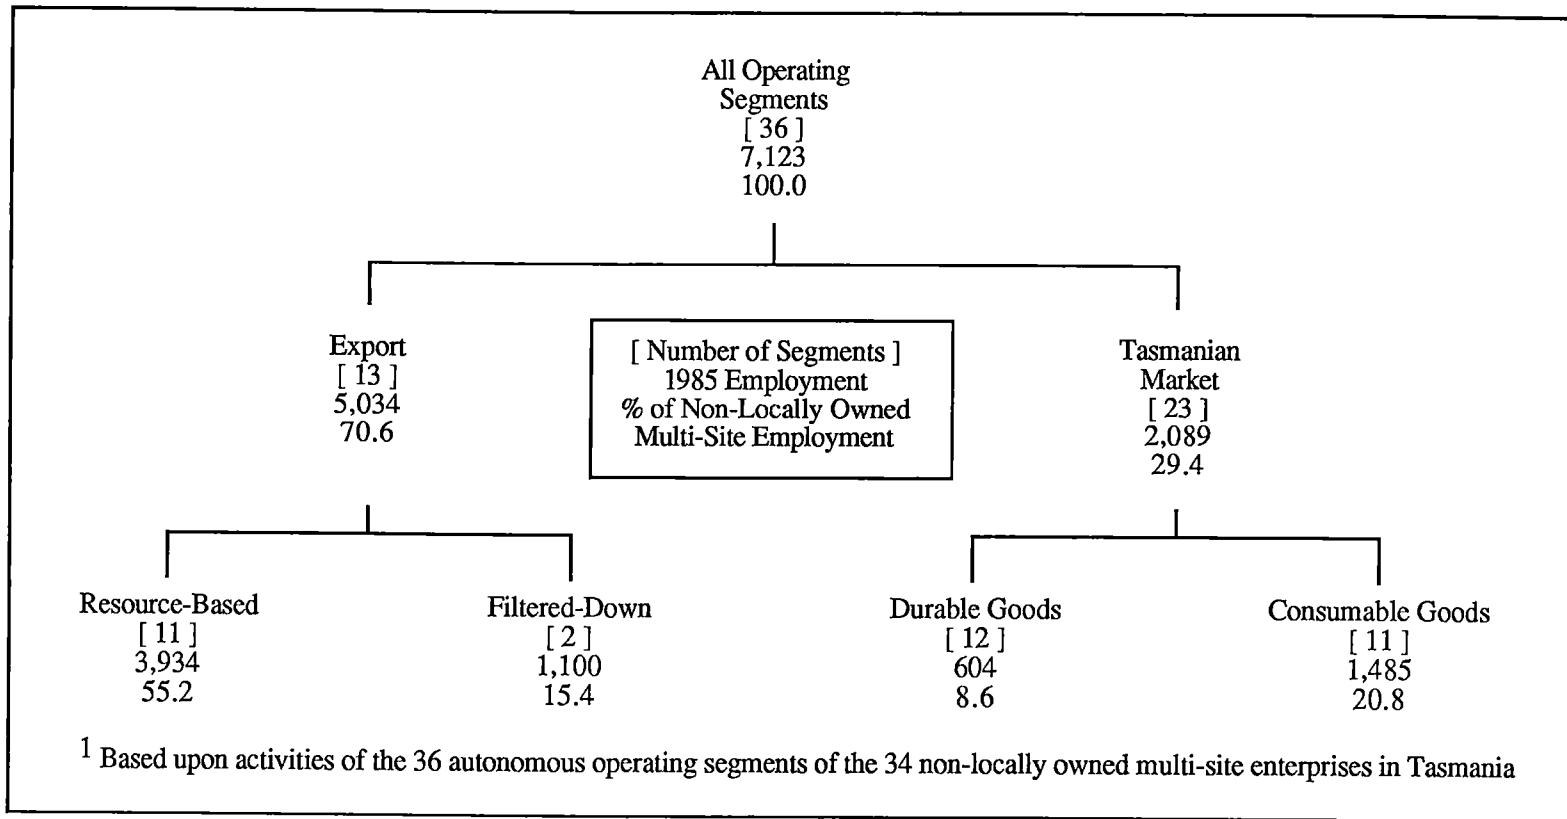 All Operating
Segments
[ 36 ]
7,123
100.0
Export
[ 13 ]
5,034
70.6
[ Number of Segments ]
1985 Employment
% of Non-Locally Owned
Multi-Site Employment
Tasmanian
Market
[ 23 ]
2,089
29.4
Resource-Based
[ 11 ]
3,934
55.2
Filtered-Down
[ 2 ]
1,100
15.4
Durable Goods
[ 12 ]
604
8.6
Consumable Goods
[ 11 ]
1,485
20.8
1 Based upon activities of the 36 autonomous operating segments of the 34 non-locally owned multi-site enterprises in Tasmania